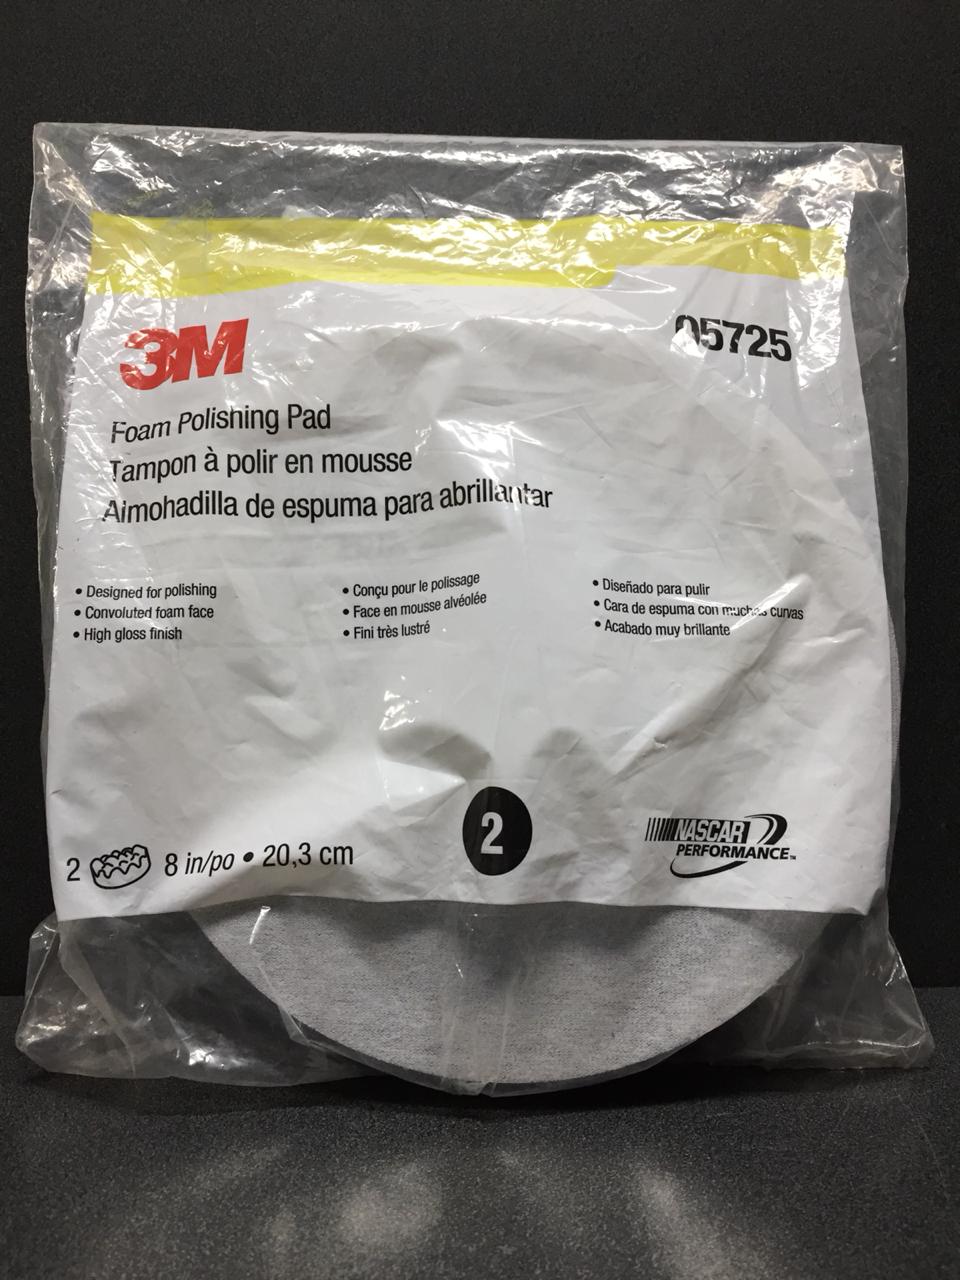 3M
05725
Foam Polishing Pad
Tampon à polir en mousse
Almohadilla de espuma para abrillantar
• Designed for polishing
• Convoluted foam face
• High gloss finish
• Conçu pour le polissage
• Face en mousse alvéolée
• Fini très lustré
• Diseñado para pulir
• Cara de espuma con muchas curvas
• Acabado muy brillante
2
8 in/po • 20,3 cm
2
NASCAR
PERFORMANCE™